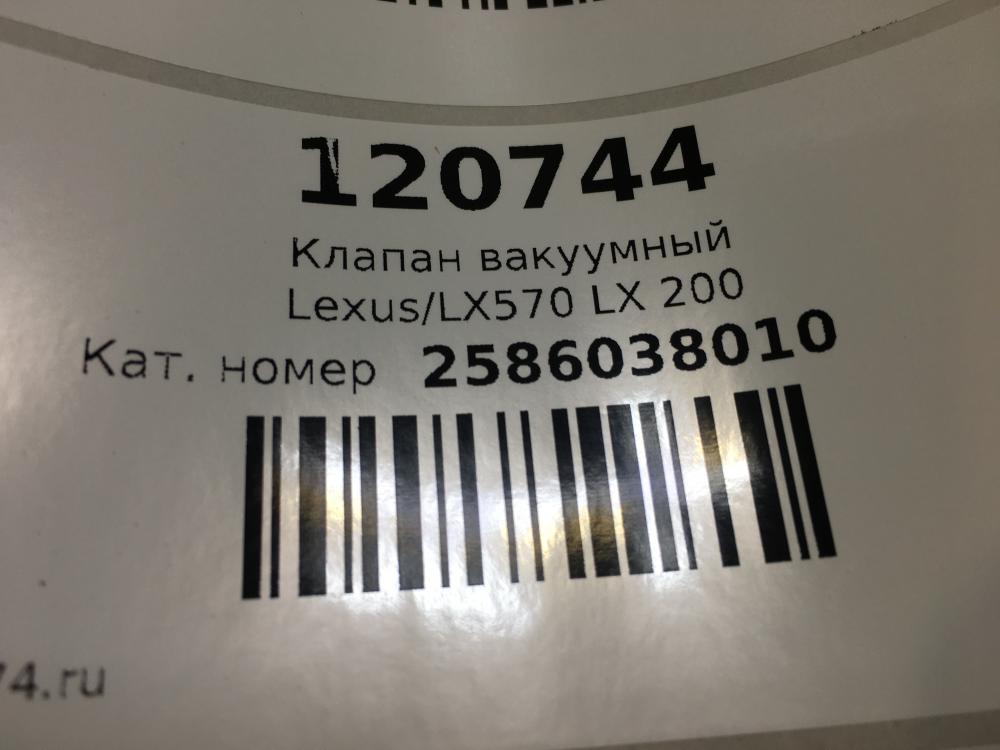 120744
Клапан вакуумный
Lexus/LX570 LX 200
Кат. номер 2586038010
74.ru